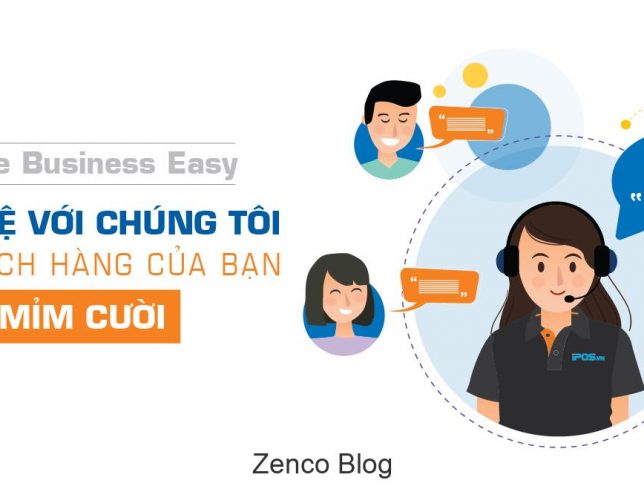 e Business Easy
Ệ VỚI CHÚNG TÔI
CH HÀNG CỦA BẠN
MỈM CƯỜI
iPOS.VN
Zenco Blog